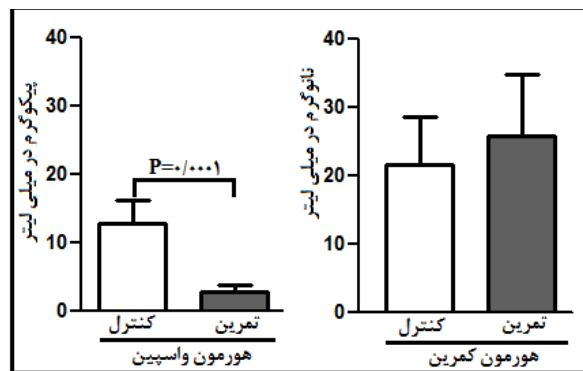 پیکوگرم در میلی لیتر
40
30
20
10
0
P=۰/۰۰۰۱
کنترل
تمرین
هورمون واسپین
نانوگرم در میلی لیتر
40
30
20
10
0
کنترل
تمرین
هورمون کمرین